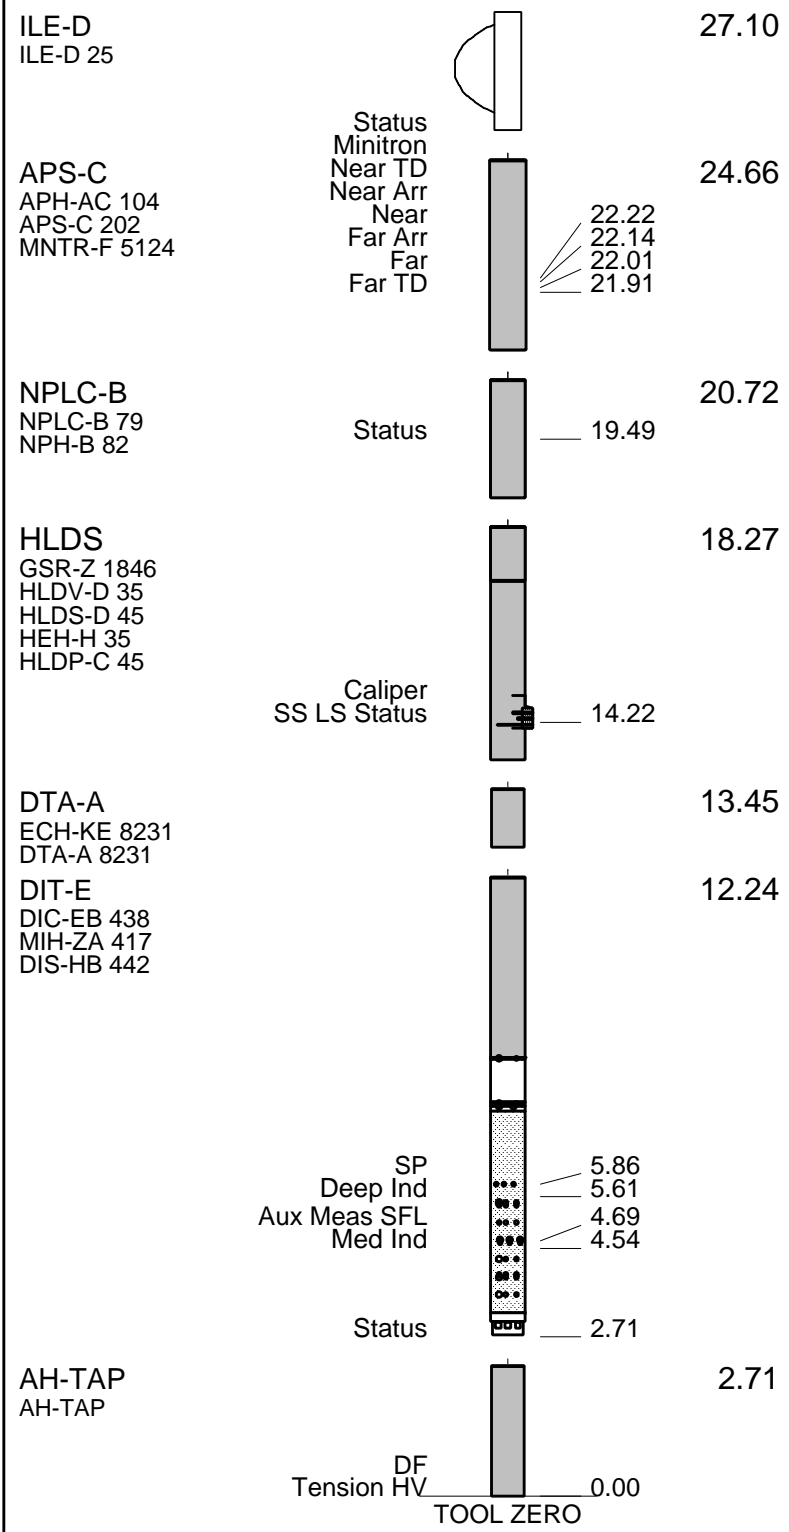 ILE-D 27.10
ILE-D 25
Status
Minitron
APS-C Near TD 24.66
APH-AC 104 Near Arr
APS-C 202 Near 22.22
MNTR-F 5124 Far Arr 22.14
Far 22.01
Far TD 21.91
NPLC-B 20.72
NPLC-B 79
NPH-B 82 Status 19.49
HLDS 18.27
GSR-Z 1846
HLDV-D 35
HLDS-D 45
HEH-H 35
HLDP-C 45
Caliper
SS LS Status 14.22
DTA-A 13.45
ECH-KE 8231
DTA-A 8231
DIT-E 12.24
DIC-EB 438
MIH-ZA 417
DIS-HB 442
SP 5.86
Deep Ind 5.61
Aux Meas SFL 4.69
Med Ind 4.54
Status 2.71
AH-TAP 2.71
AH-TAP
DF
Tension HV 0.00
TOOL ZERO